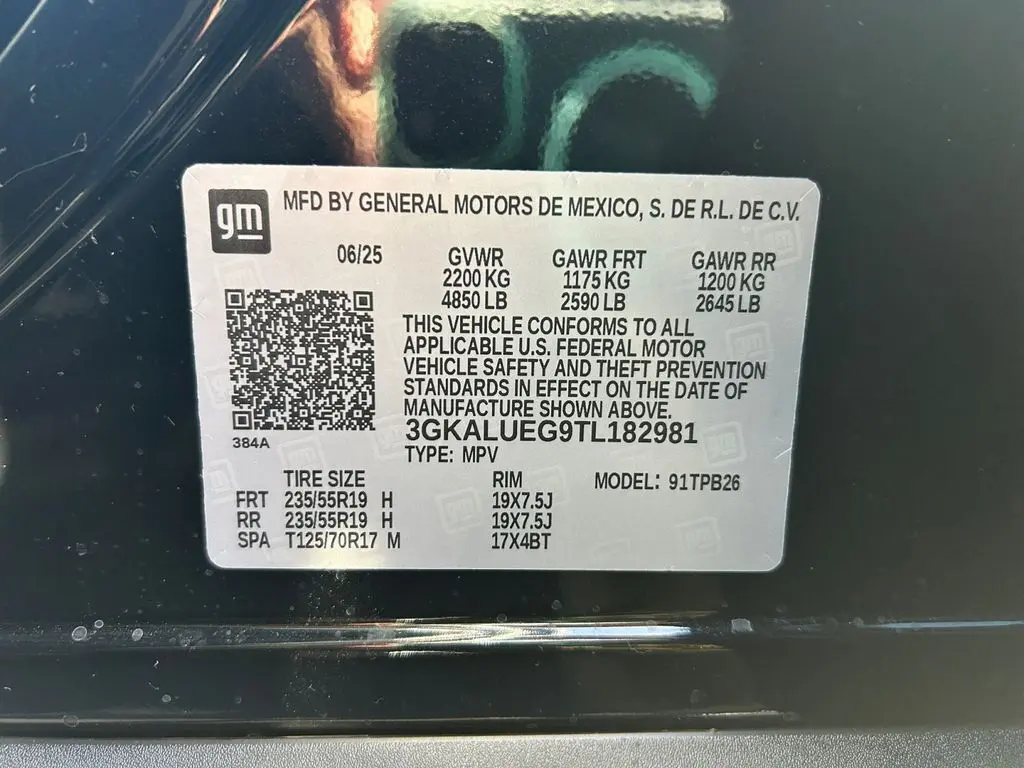 gm
MFD BY GENERAL MOTORS DE MEXICO, S. DE R.L. DE C.V.
06/25 GVWR GAWR FRT GAWR RR
2200 KG 1175 KG 1200 KG
4850 LB 2590 LB 2645 LB
THIS VEHICLE CONFORMS TO ALL
APPLICABLE U.S. FEDERAL MOTOR
VEHICLE SAFETY AND THEFT PREVENTION
STANDARDS IN EFFECT ON THE DATE OF
MANUFACTURE SHOWN ABOVE.
3GKALUEG9TL182981
384A
TYPE: MPV
TIRE SIZE RIM MODEL: 91TPB26
FRT 235/55R19 H 19X7.5J
RR 235/55R19 H 19X7.5J
SPA T125/70R17 M 17X4BT